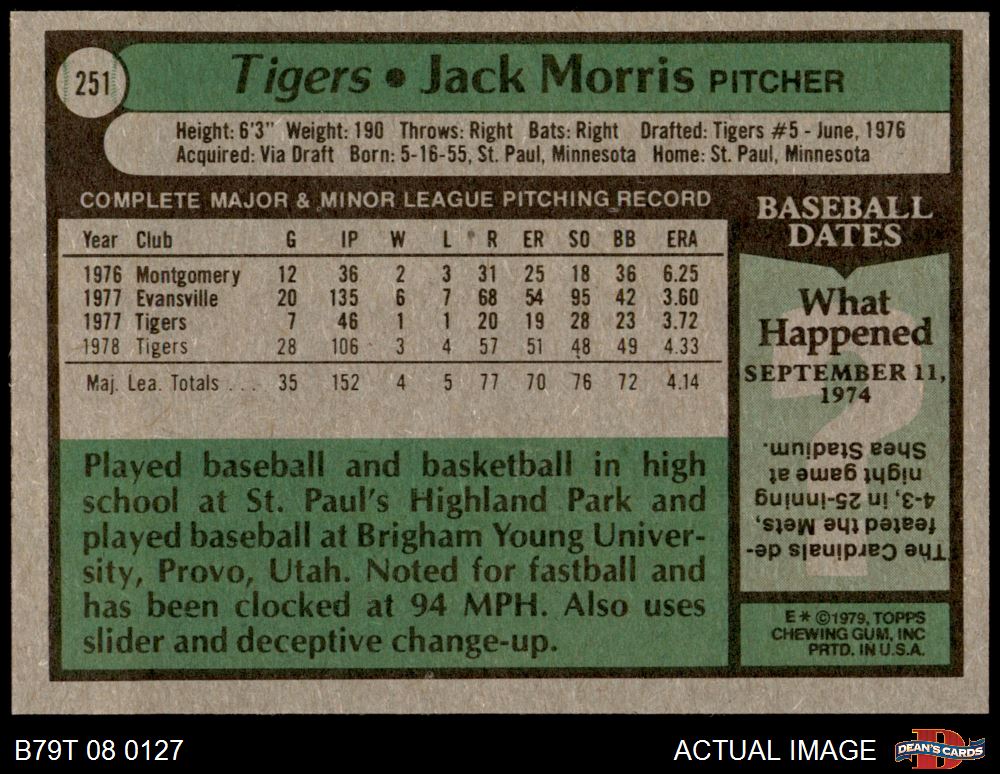 251
Tigers • Jack Morris PITCHER
Height: 6'3" Weight: 190 Throws: Right Bats: Right Drafted: Tigers #5 - June, 1976
Acquired: Via Draft Born: 5-16-55, St. Paul, Minnesota Home: St. Paul, Minnesota
COMPLETE MAJOR & MINOR LEAGUE PITCHING RECORD
Year Club G IP W L R ER SO BB ERA
1976 Montgomery 12 36 2 3 31 25 18 36 6.25
1977 Evansville 20 135 6 7 68 54 95 42 3.60
1977 Tigers 7 46 1 1 20 19 28 23 3.72
1978 Tigers 28 106 3 4 57 51 48 49 4.33
Maj. Lea. Totals . . . 35 152 4 5 77 70 76 72 4.14
Played baseball and basketball in high
school at St. Paul's Highland Park and
played baseball at Brigham Young Univer-
sity, Provo, Utah. Noted for fastball and
has been clocked at 94 MPH. Also uses
slider and deceptive change-up.
BASEBALL
DATES
What
Happened
SEPTEMBER 11,
1974
The Cardinals de-
feated the Mets,
4-3, in 25-inning
night game at
Shea Stadium.
E * ©1979, TOPPS
CHEWING GUM, INC
PRTD. IN U.S.A.
B79T 08 0127
ACTUAL IMAGE
DEAN'S CARDS